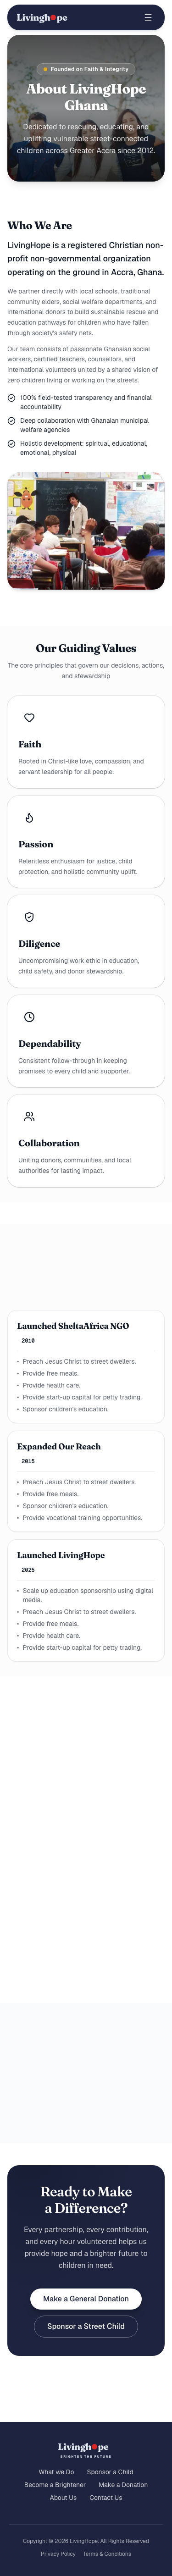 Livingh pe
Founded on Faith & Integrity
About LivingHope
Ghana
Dedicated to rescuing, educating, and
uplifting vulnerable street-connected
children across Greater Accra since 2012.
Who We Are
LivingHope is a registered Christian non-
profit non-governmental organization
operating on the ground in Accra, Ghana.
We partner directly with local schools, traditional
community elders, social welfare departments, and
international donors to build sustainable rescue and
education pathways for children who have fallen
through society's safety nets.
Our team consists of passionate Ghanaian social
workers, certified teachers, counsellors, and
international volunteers united by a shared vision of
zero children living or working on the streets.
100% field-tested transparency and financial
accountability
Deep collaboration with Ghanaian municipal
welfare agencies
Holistic development: spiritual, educational,
emotional, physical
Our Guiding Values
The core principles that govern our decisions, actions,
and stewardship
Faith
Rooted in Christ-like love, compassion, and
servant leadership for all people.
Passion
Relentless enthusiasm for justice, child
protection, and holistic community uplift.
Diligence
Uncompromising work ethic in education,
child safety, and donor stewardship.
Dependability
Consistent follow-through in keeping
promises to every child and supporter.
Collaboration
Uniting donors, communities, and local
authorities for lasting impact.
Launched SheltaAfrica NGO
2010
• Preach Jesus Christ to street dwellers.
• Provide free meals.
• Provide health care.
• Provide start-up capital for petty trading.
• Sponsor children's education.
Expanded Our Reach
2015
• Preach Jesus Christ to street dwellers.
• Provide free meals.
• Sponsor children's education.
• Provide vocational training opportunities.
Launched LivingHope
2025
• Scale up education sponsorship using digital
media.
• Preach Jesus Christ to street dwellers.
• Provide free meals.
• Provide health care.
• Provide start-up capital for petty trading.
Ready to Make
a Difference?
Every partnership, every contribution,
and every hour volunteered helps us
provide hope and a brighter future to
children in need.
Make a General Donation
Sponsor a Street Child
Livingh pe
BRIGHTEN THE FUTURE
What we Do Sponsor a Child
Become a Brightener Make a Donation
About Us Contact Us
Copyright © 2026 LivingHope. All Rights Reserved
Privacy Policy Terms & Conditions